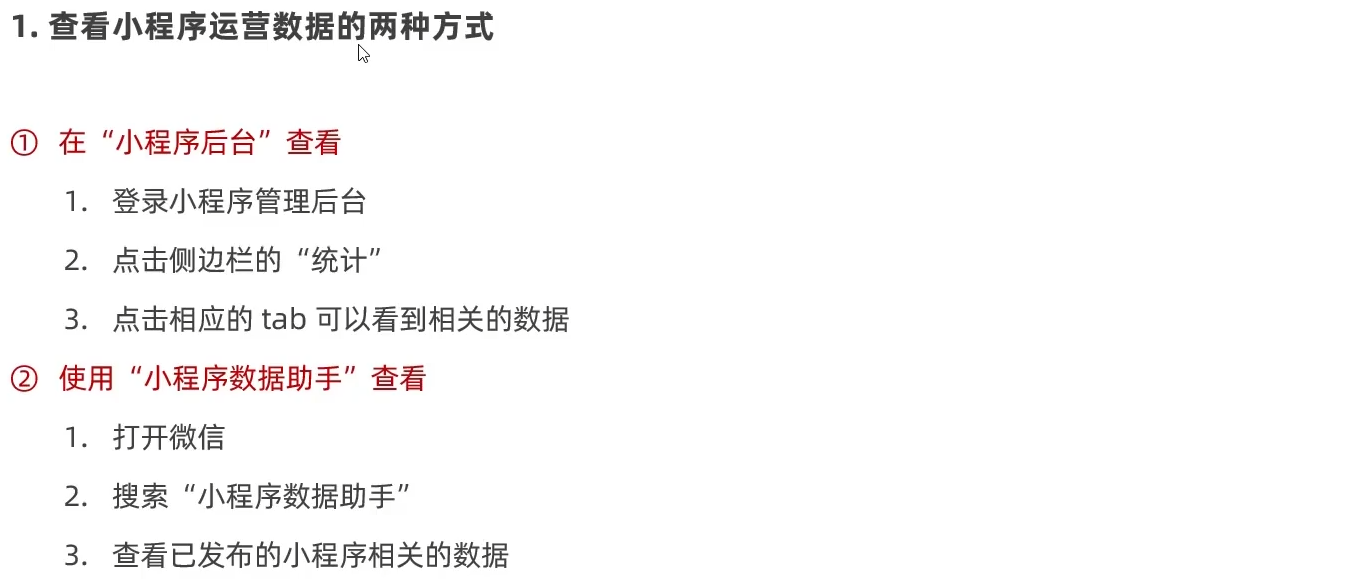 1. 查看小程序运营数据的两种方式
① 在“小程序后台”查看
1. 登录小程序管理后台
2. 点击侧边栏的“统计”
3. 点击相应的 tab 可以看到相关的数据
② 使用“小程序数据助手”查看
1. 打开微信
2. 搜索“小程序数据助手”
3. 查看已发布的小程序相关的数据